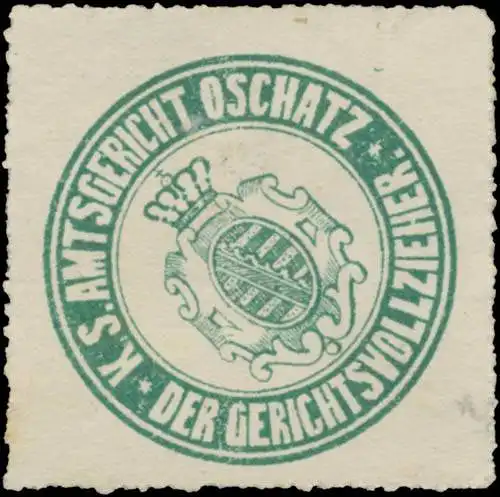 K.S. AMTSGERICHT OSCHATZ
* DER GERICHTSVOLLZIEHER. *